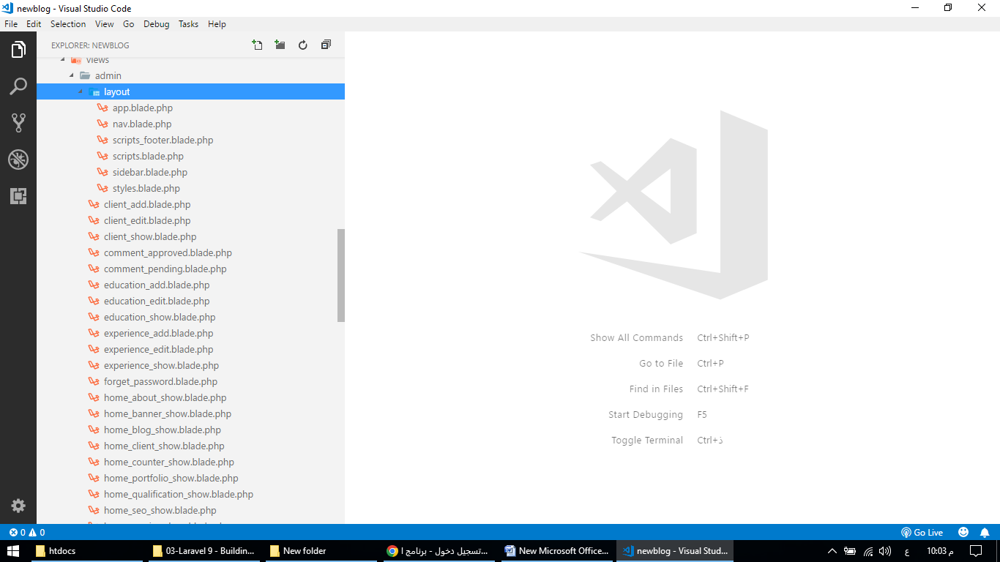 newblog - Visual Studio Code
File Edit Selection View Go Debug Tasks Help
EXPLORER: NEWBLOG
views
admin
layout
app.blade.php
nav.blade.php
scripts_footer.blade.php
scripts.blade.php
sidebar.blade.php
styles.blade.php
client_add.blade.php
client_edit.blade.php
client_show.blade.php
comment_approved.blade.php
comment_pending.blade.php
education_add.blade.php
education_edit.blade.php
education_show.blade.php
experience_add.blade.php
experience_edit.blade.php
experience_show.blade.php
forget_password.blade.php
home_about_show.blade.php
home_banner_show.blade.php
home_blog_show.blade.php
home_client_show.blade.php
home_counter_show.blade.php
home_portfolio_show.blade.php
home_qualification_show.blade.php
home_seo_show.blade.php
Show All Commands Ctrl+Shift+P
Go to File Ctrl+P
Find in Files Ctrl+Shift+F
Start Debugging F5
Toggle Terminal Ctrl+ذ
0 0 Go Live
htdocs 03-Laravel 9 - Buildin... New folder تسجيل دخول - برنامج ا... New Microsoft Office... newblog - Visual Stud... ع 10:03 م